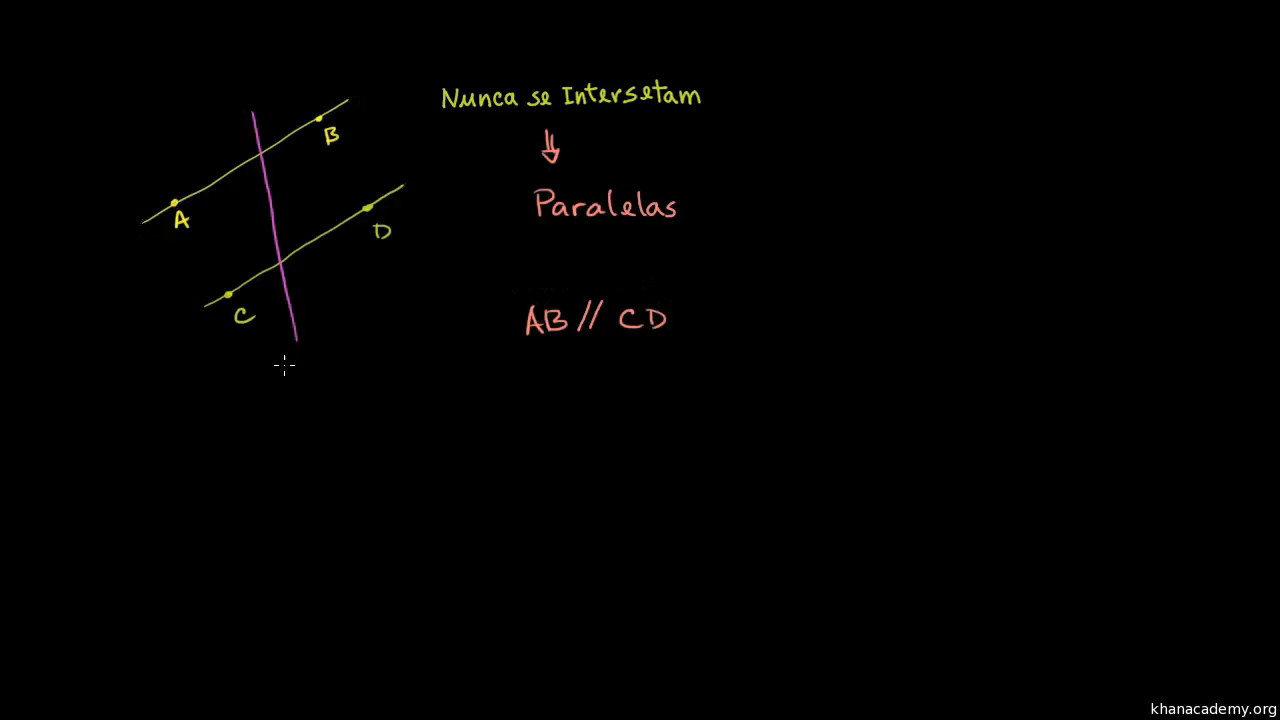 Nunca se Intersetam
B
Paralelas
A
D
C
AB // CD
khanacademy.org